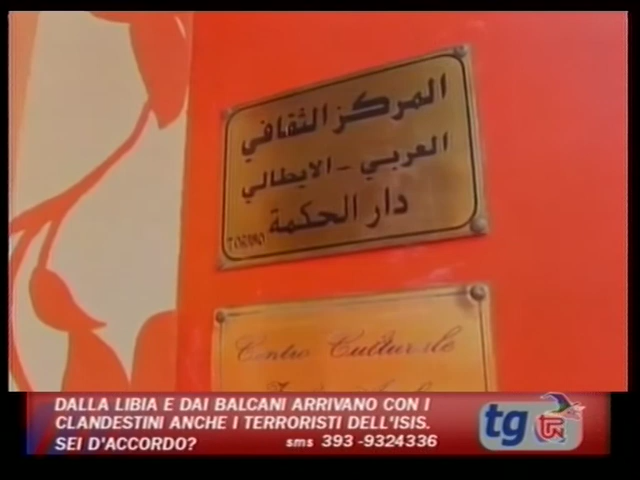 المركز الثقافي
العربي - الايطالي
دار الحكمة
TORINO
Centro Culturale
DALLA LIBIA E DAI BALCANI ARRIVANO CON I
CLANDESTINI ANCHE I TERRORISTI DELL'ISIS.
SEI D'ACCORDO? sms 393 -9324336
tg